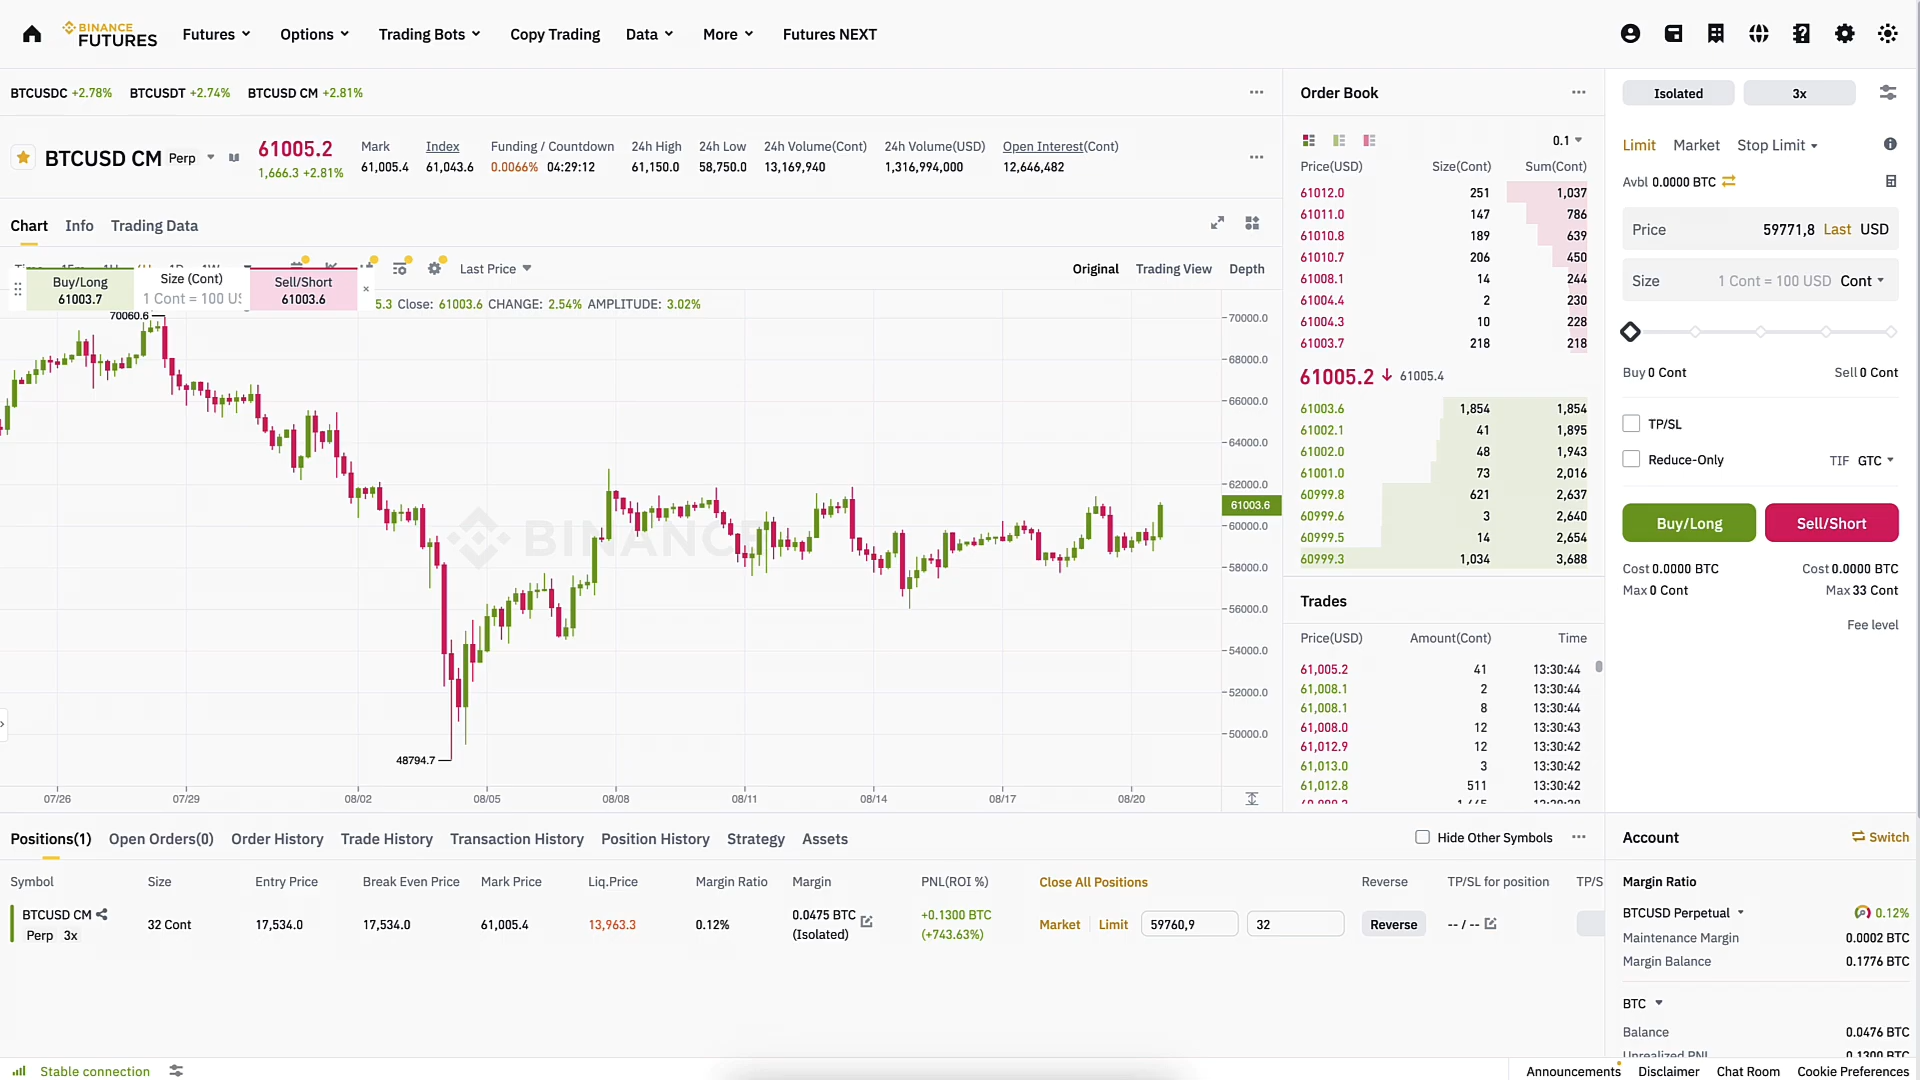 BINANCE FUTURES
Futures Options Trading Bots Copy Trading Data More Futures NEXT
BTCUSDC +2.78% BTCUSDT +2.74% BTCUSD CM +2.81%
BTCUSD CM Perp
61005.2
1,666.3 +2.81%
Mark
61,005.4
Index
61,043.6
Funding / Countdown
0.0066% 04:29:12
24h High
61,150.0
24h Low
58,750.0
24h Volume(Cont)
13,169,940
24h Volume(USD)
1,316,994,000
Open Interest(Cont)
12,646,482
Chart Info Trading Data
Last Price
Original Trading View Depth
Buy/Long
61003.7
Size (Cont)
1 Cont = 100 US
Sell/Short
61003.6
5.3 Close: 61003.6 CHANGE: 2.54% AMPLITUDE: 3.02%
70060.6
48794.7
BINANCE
70000.0
68000.0
66000.0
64000.0
62000.0
61003.6
60000.0
58000.0
56000.0
54000.0
52000.0
50000.0
07/26 07/29 08/02 08/05 08/08 08/11 08/14 08/17 08/20
Order Book
0.1
Price(USD) Size(Cont) Sum(Cont)
61012.0 251 1,037
61011.0 147 786
61010.8 189 639
61010.7 206 450
61008.1 14 244
61004.4 2 230
61004.3 10 228
61003.7 218 218
61005.2 61005.4
61003.6 1,854 1,854
61002.1 41 1,895
61002.0 48 1,943
61001.0 73 2,016
60999.8 621 2,637
60999.6 3 2,640
60999.5 14 2,654
60999.3 1,034 3,688
Trades
Price(USD) Amount(Cont) Time
61,005.2 41 13:30:44
61,008.1 2 13:30:44
61,008.1 8 13:30:44
61,008.0 12 13:30:43
61,012.9 12 13:30:42
61,013.0 3 13:30:42
61,012.8 511 13:30:42
Isolated 3x
Limit Market Stop Limit
Avbl 0.0000 BTC
Price 59771,8 Last USD
Size 1 Cont = 100 USD Cont
Buy 0 Cont Sell 0 Cont
TP/SL
Reduce-Only TIF GTC
Buy/Long Sell/Short
Cost 0.0000 BTC Cost 0.0000 BTC
Max 0 Cont Max 33 Cont
Fee level
Positions(1) Open Orders(0) Order History Trade History Transaction History Position History Strategy Assets
Hide Other Symbols
Symbol Size Entry Price Break Even Price Mark Price Liq.Price Margin Ratio Margin PNL(ROI %) Close All Positions Reverse TP/SL for position TP/S
BTCUSD CM
Perp 3x
32 Cont 17,534.0 17,534.0 61,005.4 13,963.3 0.12%
0.0475 BTC
(Isolated)
+0.1300 BTC
(+743.63%)
Market Limit 59760,9 32 Reverse -- / --
Account Switch
Margin Ratio
BTCUSD Perpetual 0.12%
Maintenance Margin 0.0002 BTC
Margin Balance 0.1776 BTC
BTC
Balance 0.0476 BTC
Unrealized PNL 0.1300 BTC
Stable connection
Announcements Disclaimer Chat Room Cookie Preferences